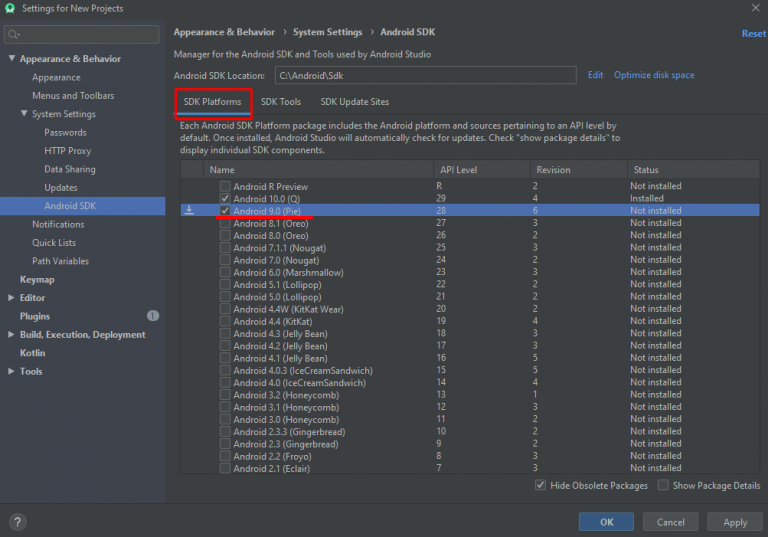 Settings for New Projects
Appearance & Behavior
Appearance
Menus and Toolbars
System Settings
Passwords
HTTP Proxy
Data Sharing
Updates
Android SDK
Notifications
Quick Lists
Path Variables
Keymap
Editor
Plugins 1
Build, Execution, Deployment
Kotlin
Tools
Appearance & Behavior › System Settings › Android SDK Reset
Manager for the Android SDK and Tools used by Android Studio
Android SDK Location: C:\Android\Sdk Edit Optimize disk space
SDK Platforms SDK Tools SDK Update Sites
Each Android SDK Platform package includes the Android platform and sources pertaining to an API level by
default. Once installed, Android Studio will automatically check for updates. Check "show package details" to
display individual SDK components.
Name API Level Revision Status
Android R Preview R 2 Not installed
Android 10.0 (Q) 29 4 Installed
Android 9.0 (Pie) 28 6 Not installed
Android 8.1 (Oreo) 27 3 Not installed
Android 8.0 (Oreo) 26 2 Not installed
Android 7.1.1 (Nougat) 25 3 Not installed
Android 7.0 (Nougat) 24 2 Not installed
Android 6.0 (Marshmallow) 23 3 Not installed
Android 5.1 (Lollipop) 22 2 Not installed
Android 5.0 (Lollipop) 21 2 Not installed
Android 4.4W (KitKat Wear) 20 2 Not installed
Android 4.4 (KitKat) 19 4 Not installed
Android 4.3 (Jelly Bean) 18 3 Not installed
Android 4.2 (Jelly Bean) 17 3 Not installed
Android 4.1 (Jelly Bean) 16 5 Not installed
Android 4.0.3 (IceCreamSandwich) 15 5 Not installed
Android 4.0 (IceCreamSandwich) 14 4 Not installed
Android 3.2 (Honeycomb) 13 1 Not installed
Android 3.1 (Honeycomb) 12 3 Not installed
Android 3.0 (Honeycomb) 11 2 Not installed
Android 2.3.3 (Gingerbread) 10 2 Not installed
Android 2.3 (Gingerbread) 9 2 Not installed
Android 2.2 (Froyo) 8 3 Not installed
Android 2.1 (Eclair) 7 3 Not installed
Hide Obsolete Packages Show Package Details
? OK Cancel Apply